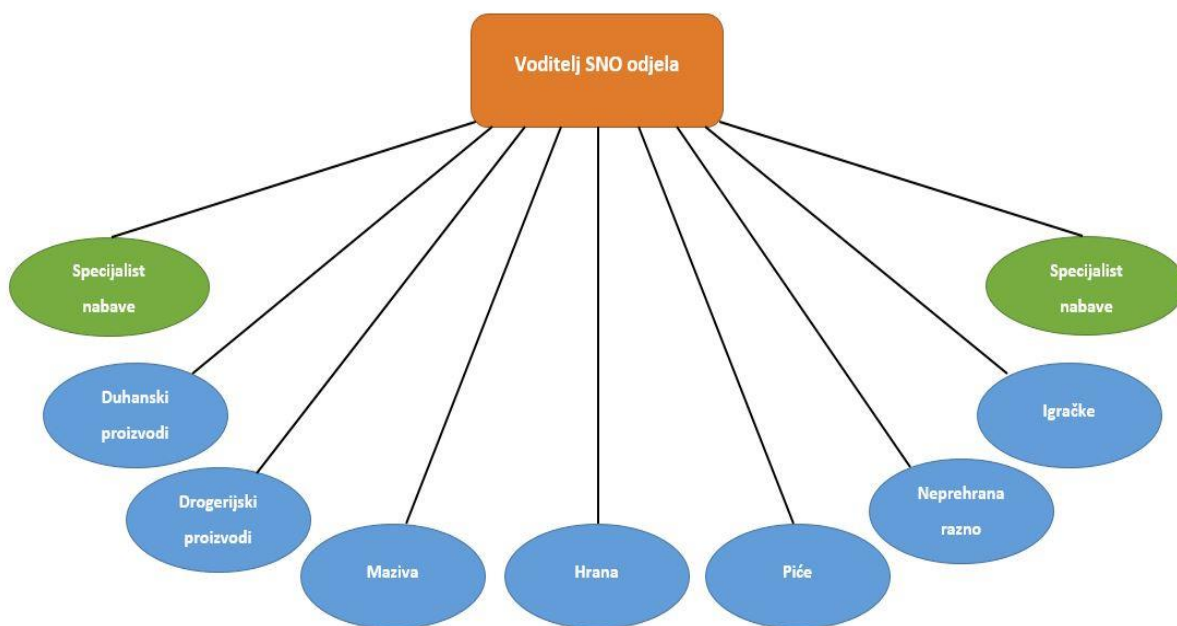 Voditelj SNO odjela
Specijalist
nabave
Specijalist
nabave
Duhanski
proizvodi
Igračke
Drogerijski
proizvodi
Neprehrana
razno
Maziva
Hrana
Piće